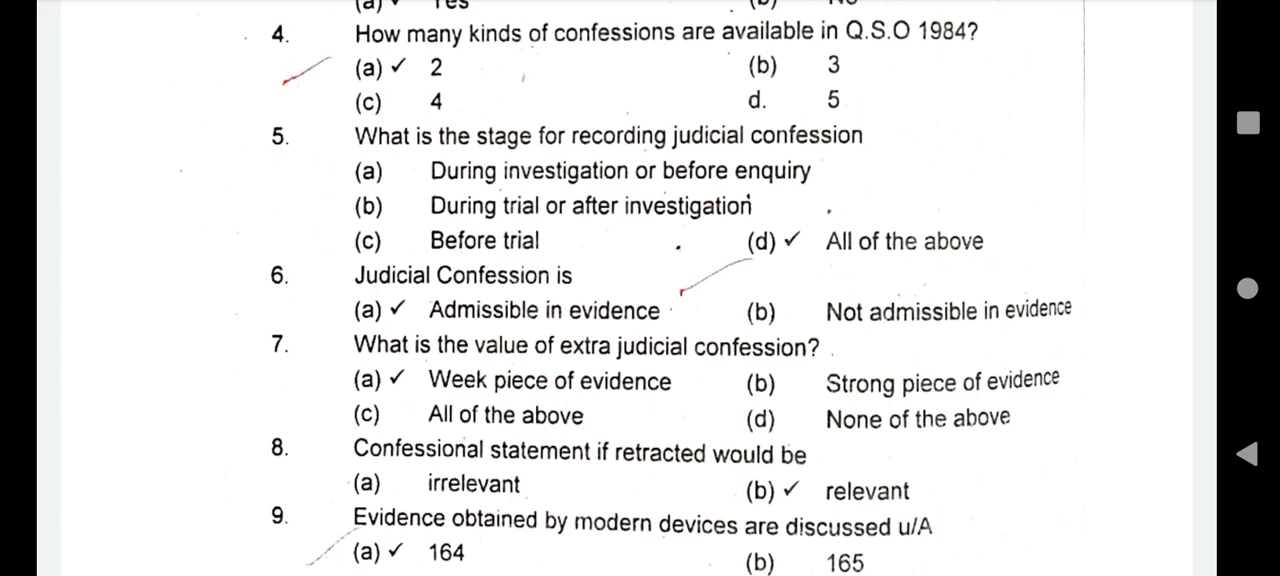 (a) ✓ Yes (b) No
4. How many kinds of confessions are available in Q.S.O 1984?
(a) ✓ 2 (b) 3
(c) 4 d. 5
5. What is the stage for recording judicial confession
(a) During investigation or before enquiry
(b) During trial or after investigation
(c) Before trial (d) ✓ All of the above
6. Judicial Confession is
(a) ✓ Admissible in evidence (b) Not admissible in evidence
7. What is the value of extra judicial confession?
(a) ✓ Week piece of evidence (b) Strong piece of evidence
(c) All of the above (d) None of the above
8. Confessional statement if retracted would be
(a) irrelevant (b) ✓ relevant
9. Evidence obtained by modern devices are discussed u/A
(a) ✓ 164 (b) 165